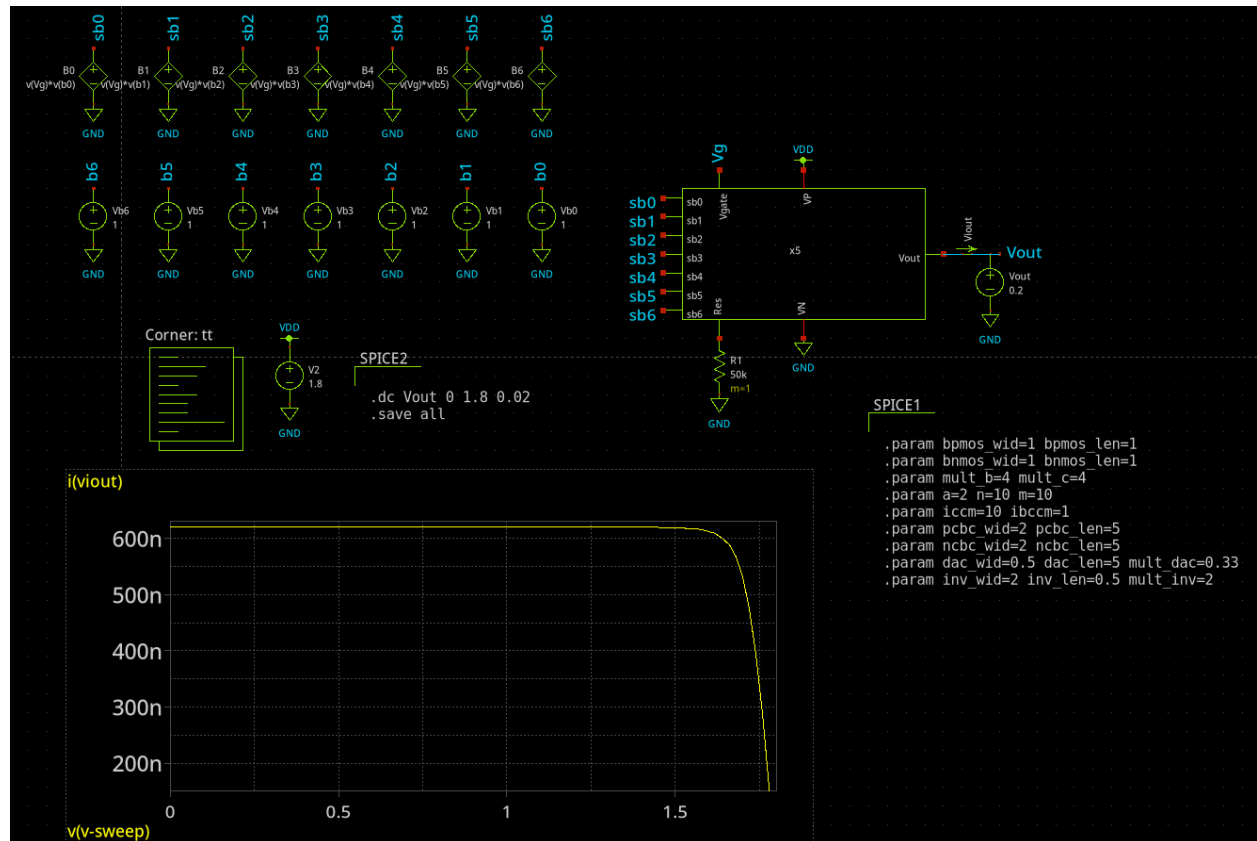 sb0 sb1 sb2 sb3 sb4 sb5 sb6
B0 B1 B2 B3 B4 B5 B6
v(Vg)*v(b0) v(Vg)*v(b1) v(Vg)*v(b2) v(Vg)*v(b3) v(Vg)*v(b4) v(Vg)*v(b5) v(Vg)*v(b6)
GND GND GND GND GND GND GND
b6 b5 b4 b3 b2 b1 b0
Vb6 Vb5 Vb4 Vb3 Vb2 Vb1 Vb0
1 1 1 1 1 1 1
GND GND GND GND GND GND GND
Vg VDD
sb0 sb0 Vgate VP
sb1 sb1
sb2 sb2
sb3 sb3 x5 Vout Viout Vout
sb4 sb4
sb5 sb5
sb6 sb6 Res VN
Vout
0.2
GND
R1
50k
m=1
GND
GND
Corner: tt
VDD
V2
1.8
GND
SPICE2
.dc Vout 0 1.8 0.02
.save all
SPICE1
.param bpmos_wid=1 bpmos_len=1
.param bnmos_wid=1 bnmos_len=1
.param mult_b=4 mult_c=4
.param a=2 n=10 m=10
.param iccm=10 ibccm=1
.param pcbc_wid=2 pcbc_len=5
.param ncbc_wid=2 ncbc_len=5
.param dac_wid=0.5 dac_len=5 mult_dac=0.33
.param inv_wid=2 inv_len=0.5 mult_inv=2
i(viout)
600n
500n
400n
300n
200n
0 0.5 1 1.5
v(v-sweep)